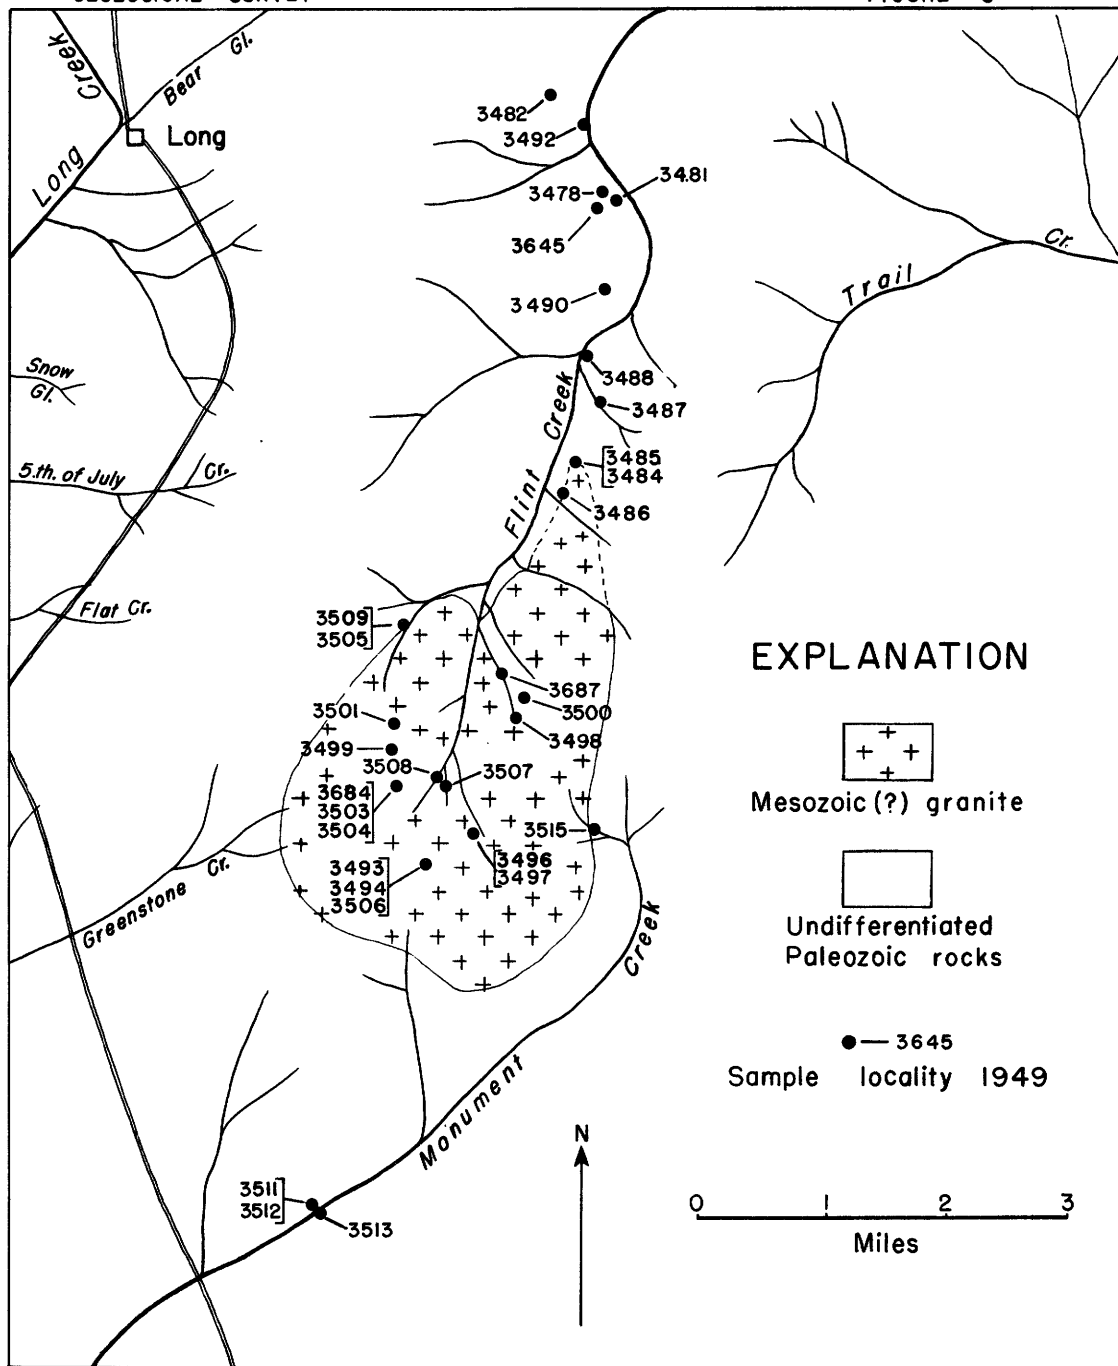 Creek
Bear Gl.
Long
Long
3482
3492
3478
3481
3645
3490
Trail Cr.
Snow
Gl.
3488
3487
Flint Creek
5.th. of July Cr.
3485
3484
3486
Flat Cr.
3509
3505
3687
3500
3498
3501
3499
3508
3507
3684
3503
3504
3515
3496
3497
3493
3494
3506
Greenstone Cr.
Monument Creek
3511
3512
3513
N
EXPLANATION
Mesozoic (?) granite
Undifferentiated
Paleozoic rocks
3645
Sample locality 1949
0 1 2 3
Miles